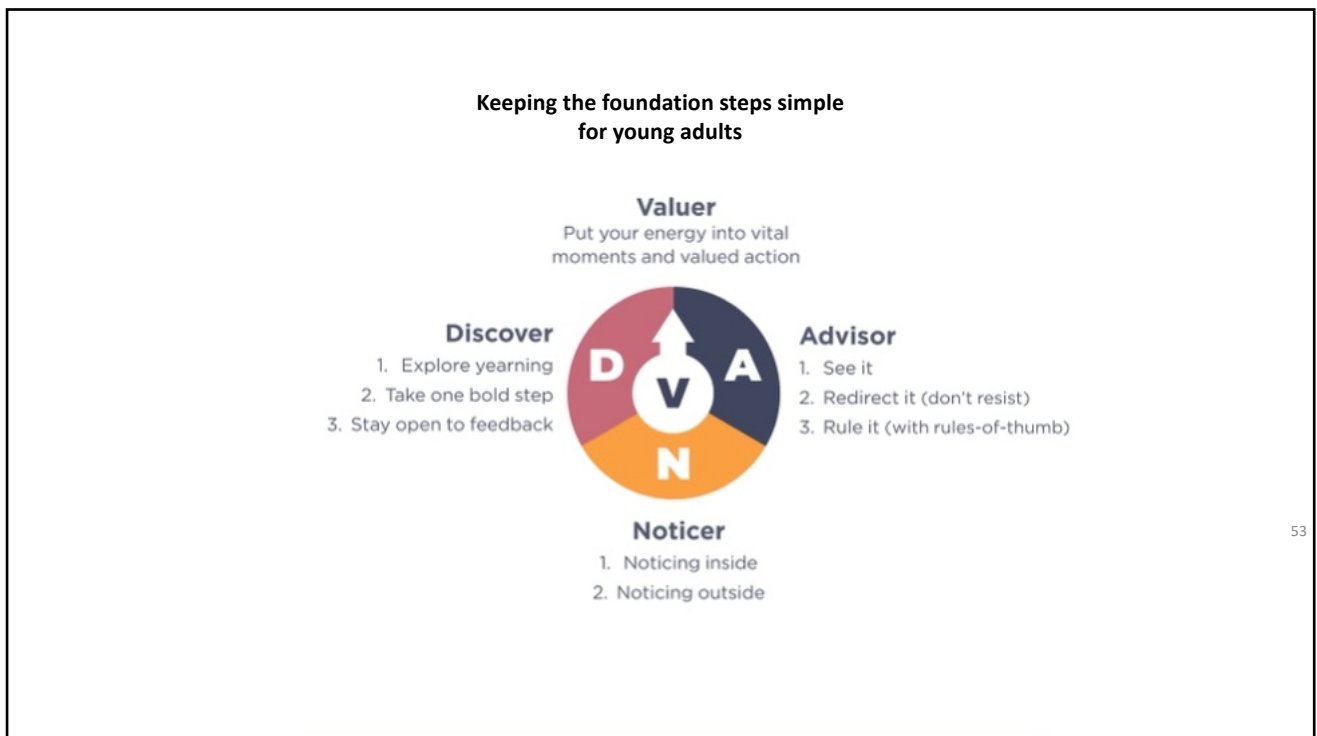 Keeping the foundation steps simple
for young adults
Valuer
Put your energy into vital
moments and valued action
Discover
1. Explore yearning
2. Take one bold step
3. Stay open to feedback
D
A
V
N
Advisor
1. See it
2. Redirect it (don't resist)
3. Rule it (with rules-of-thumb)
Noticer
1. Noticing inside
2. Noticing outside
53